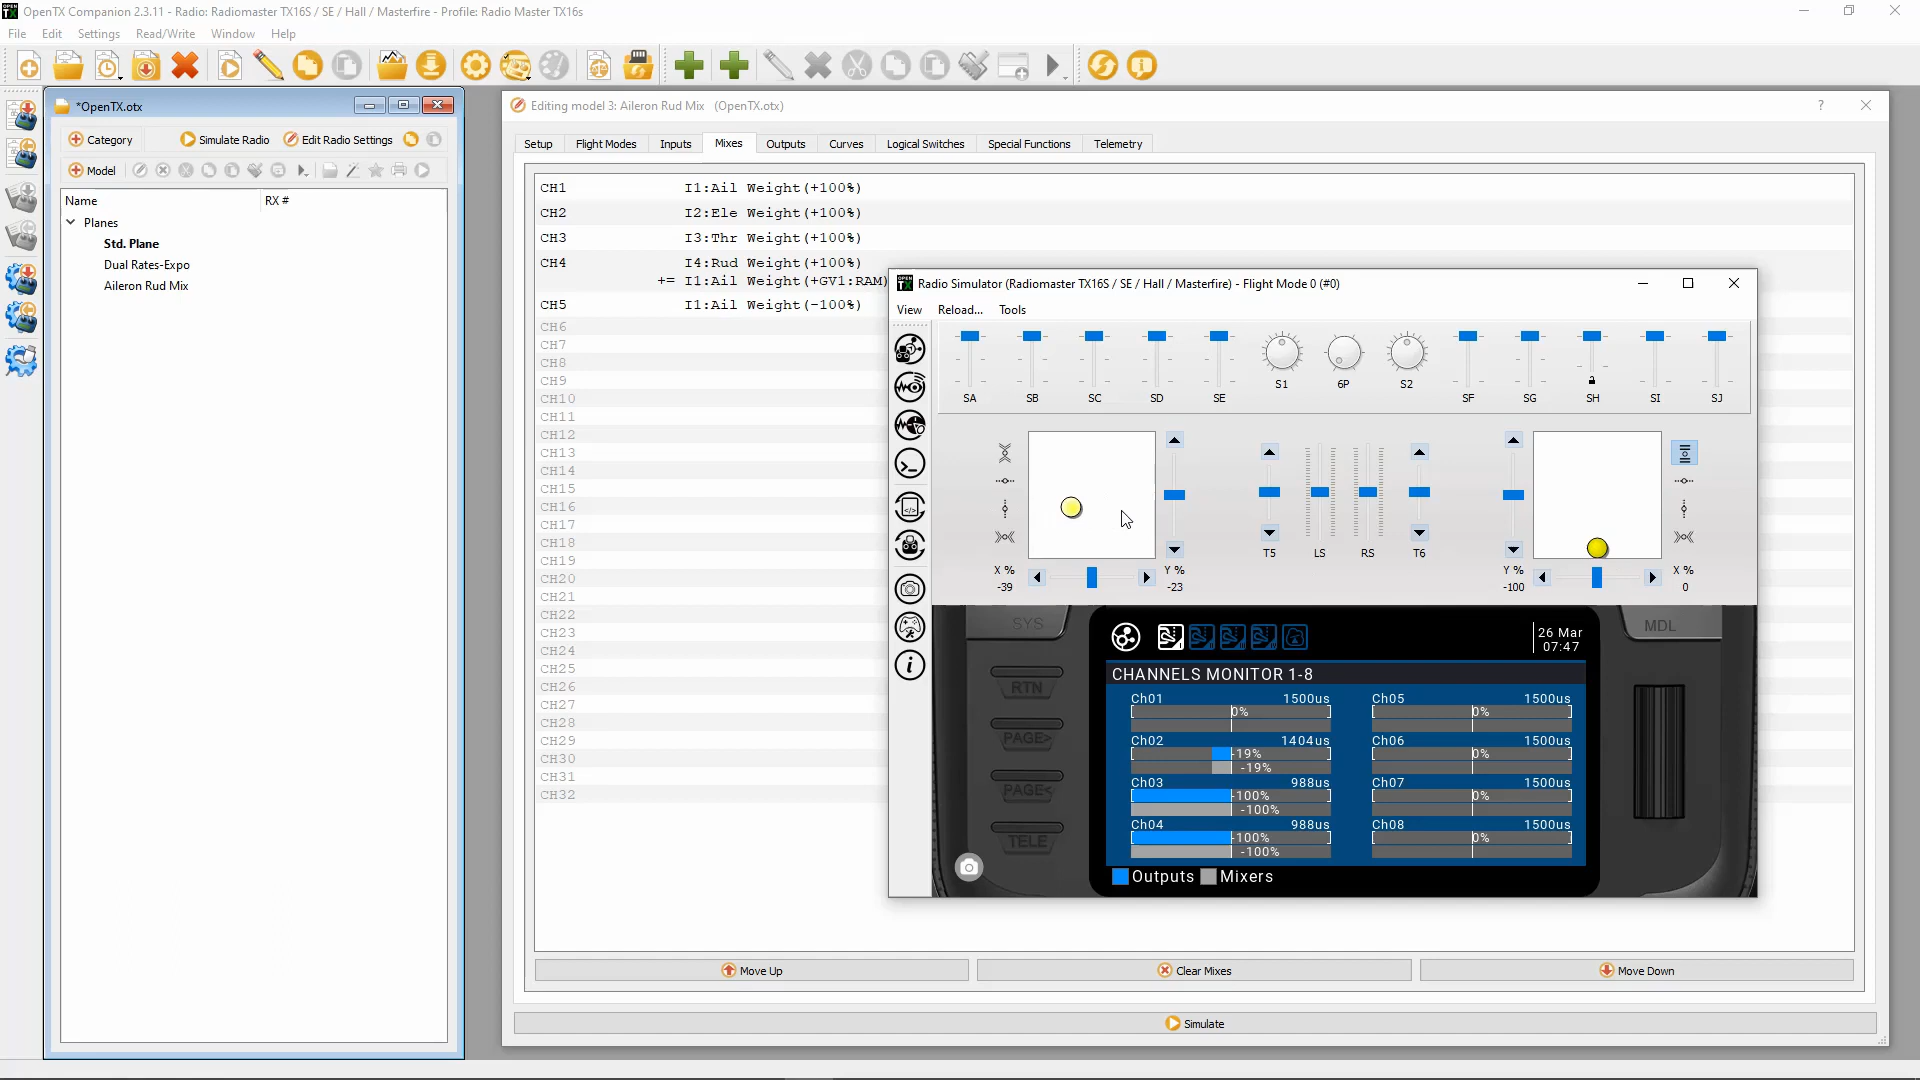 OpenTX Companion 2.3.11 - Radio: Radiomaster TX16S / SE / Hall / Masterfire - Profile: Radio Master TX16s
File Edit Settings Read/Write Window Help
*OpenTX.otx
Category Simulate Radio Edit Radio Settings
Model
Name RX #
Planes
Std. Plane
Dual Rates-Expo
Aileron Rud Mix
Editing model 3: Aileron Rud Mix (OpenTX.otx)
?
Setup Flight Modes Inputs Mixes Outputs Curves Logical Switches Special Functions Telemetry
CH1 I1:Ail Weight(+100%)
CH2 I2:Ele Weight(+100%)
CH3 I3:Thr Weight(+100%)
CH4 I4:Rud Weight(+100%)
+= I1:Ail Weight(+GV1:RAM)
CH5 I1:Ail Weight(-100%)
CH6
CH7
CH8
CH9
CH10
CH11
CH12
CH13
CH14
CH15
CH16
CH17
CH18
CH19
CH20
CH21
CH22
CH23
CH24
CH25
CH26
CH27
CH28
CH29
CH30
CH31
CH32
Move Up Clear Mixes Move Down
Simulate
Radio Simulator (Radiomaster TX16S / SE / Hall / Masterfire) - Flight Mode 0 (#0)
View Reload... Tools
SA SB SC SD SE S1 6P S2 SF SG SH SI SJ
T5 LS RS T6
X % Y % Y % X %
-39 -23 -100 0
SYS MDL
RTN
PAGE>
PAGE<
TELE
26 Mar
07:47
CHANNELS MONITOR 1-8
Ch01 1500us Ch05 1500us
0% 0%
Ch02 1404us Ch06 1500us
-19% 0%
-19%
Ch03 988us Ch07 1500us
-100% 0%
-100%
Ch04 988us Ch08 1500us
-100% 0%
-100%
Outputs Mixers